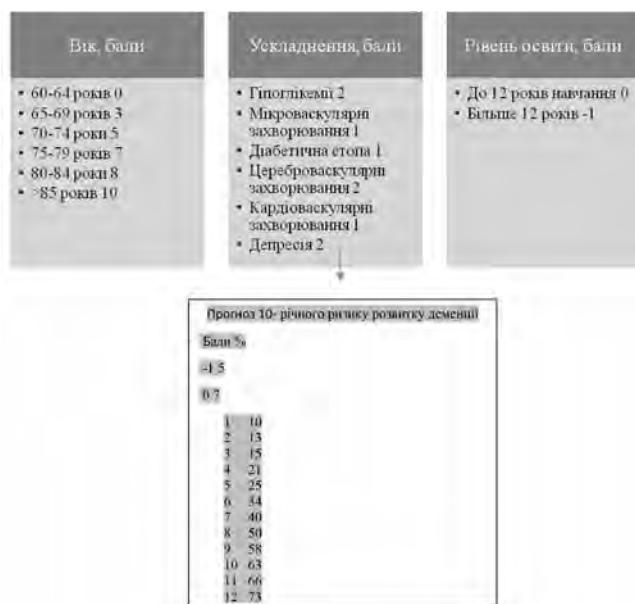 Вік, бали
• 60-64 років 0
• 65-69 років 3
• 70-74 роки 5
• 75-79 років 7
• 80-84 роки 8
• >85 років 10
Ускладнення, бали
• Гіпоглікемії 2
• Мікроваскулярні
захворювання 1
• Діабетична стопа 1
• Цереброваскулярні
захворювання 2
• Кардіоваскулярні
захворювання 1
• Депресія 2
Рівень освіти, бали
• До 12 років навчання 0
• Більше 12 років -1
Прогноз 10- річного ризику розвитку деменції
Бали %
-1 5
0 7
1 10
2 13
3 15
4 21
5 25
6 34
7 40
8 50
9 58
10 63
11 66
12 73